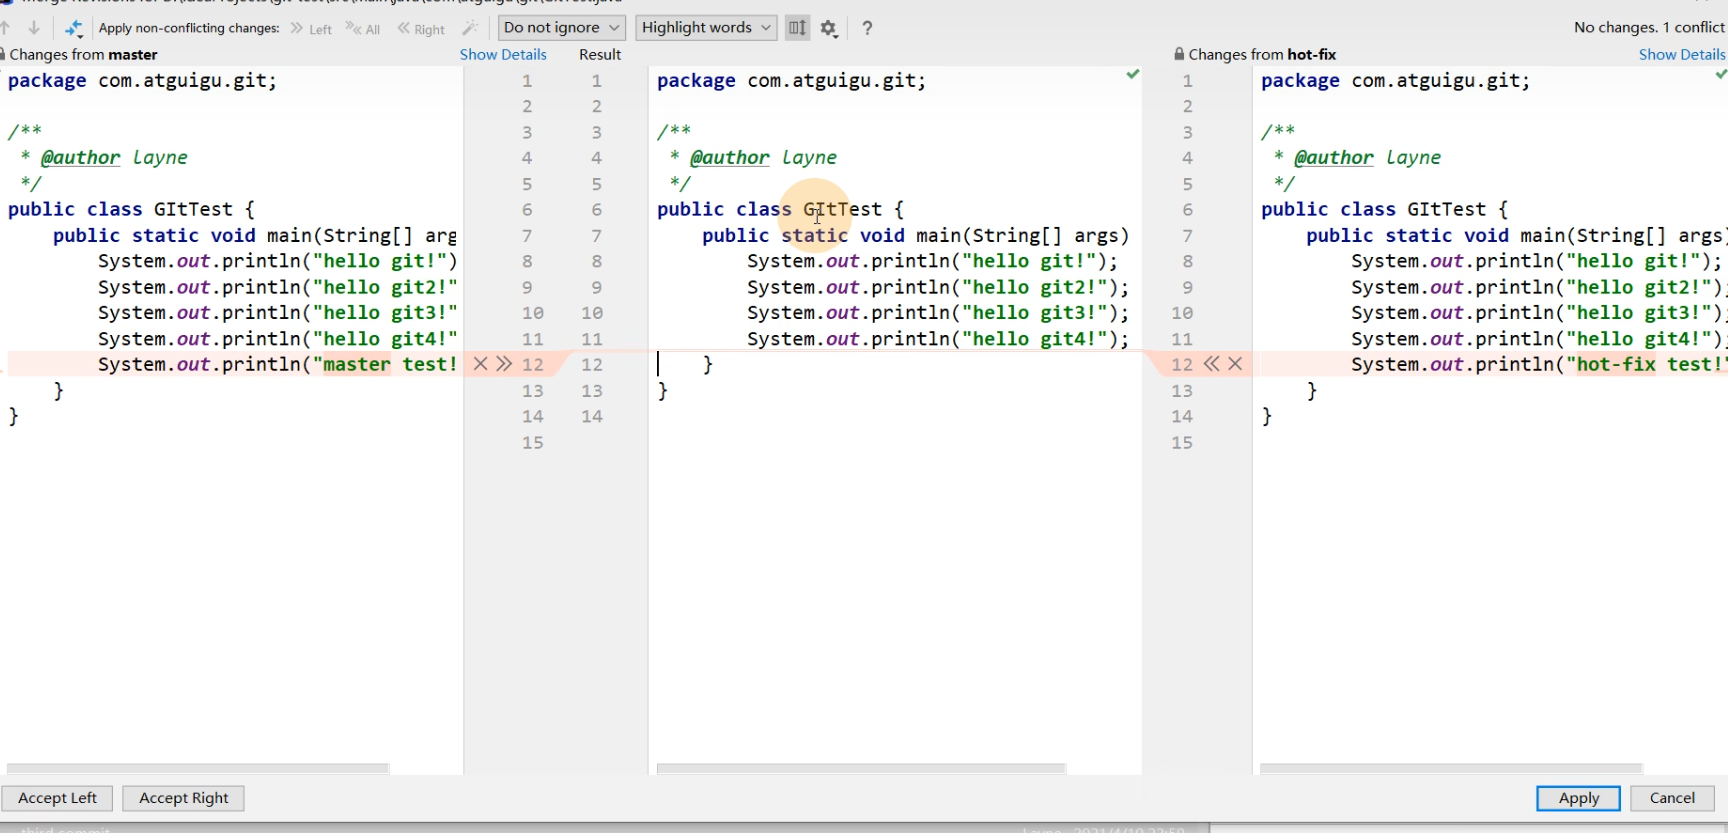 Apply non-conflicting changes: Left All Right Do not ignore Highlight words ? No changes. 1 conflict
Changes from master Show Details Result Changes from hot-fix Show Details
package com.atguigu.git; 1 1 package com.atguigu.git; 1 package com.atguigu.git;
2 2 2
/** 3 3 /** 3 /**
* @author layne 4 4 * @author layne 4 * @author layne
*/ 5 5 */ 5 */
public class GItTest { 6 6 public class GItTest { 6 public class GItTest {
public static void main(String[] arg 7 7 public static void main(String[] args) 7 public static void main(String[] args)
System.out.println("hello git!") 8 8 System.out.println("hello git!"); 8 System.out.println("hello git!");
System.out.println("hello git2!" 9 9 System.out.println("hello git2!"); 9 System.out.println("hello git2!");
System.out.println("hello git3!" 10 10 System.out.println("hello git3!"); 10 System.out.println("hello git3!");
System.out.println("hello git4!" 11 11 System.out.println("hello git4!"); 11 System.out.println("hello git4!");
System.out.println("master test! 12 12 } 12 System.out.println("hot-fix test!"
} 13 13 } 13 }
} 14 14 14 }
15 15
Accept Left Accept Right Apply Cancel